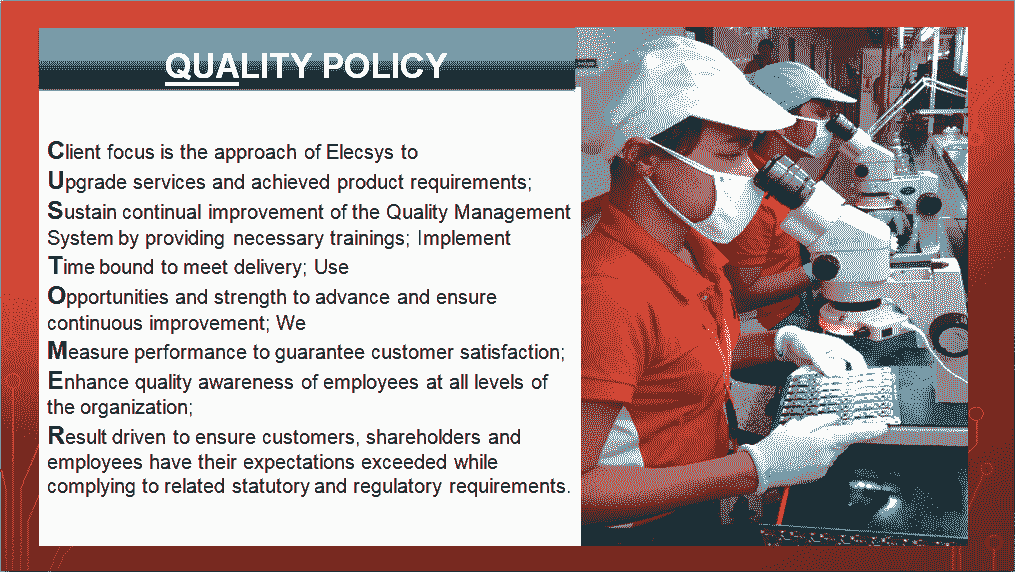 QUALITY POLICY
Client focus is the approach of Elecsys to
Upgrade services and achieved product requirements;
Sustain continual improvement of the Quality Management
System by providing necessary trainings; Implement
Time bound to meet delivery; Use
Opportunities and strength to advance and ensure
continuous improvement; We
Measure performance to guarantee customer satisfaction;
Enhance quality awareness of employees at all levels of
the organization;
Result driven to ensure customers, shareholders and
employees have their expectations exceeded while
complying to related statutory and regulatory requirements.